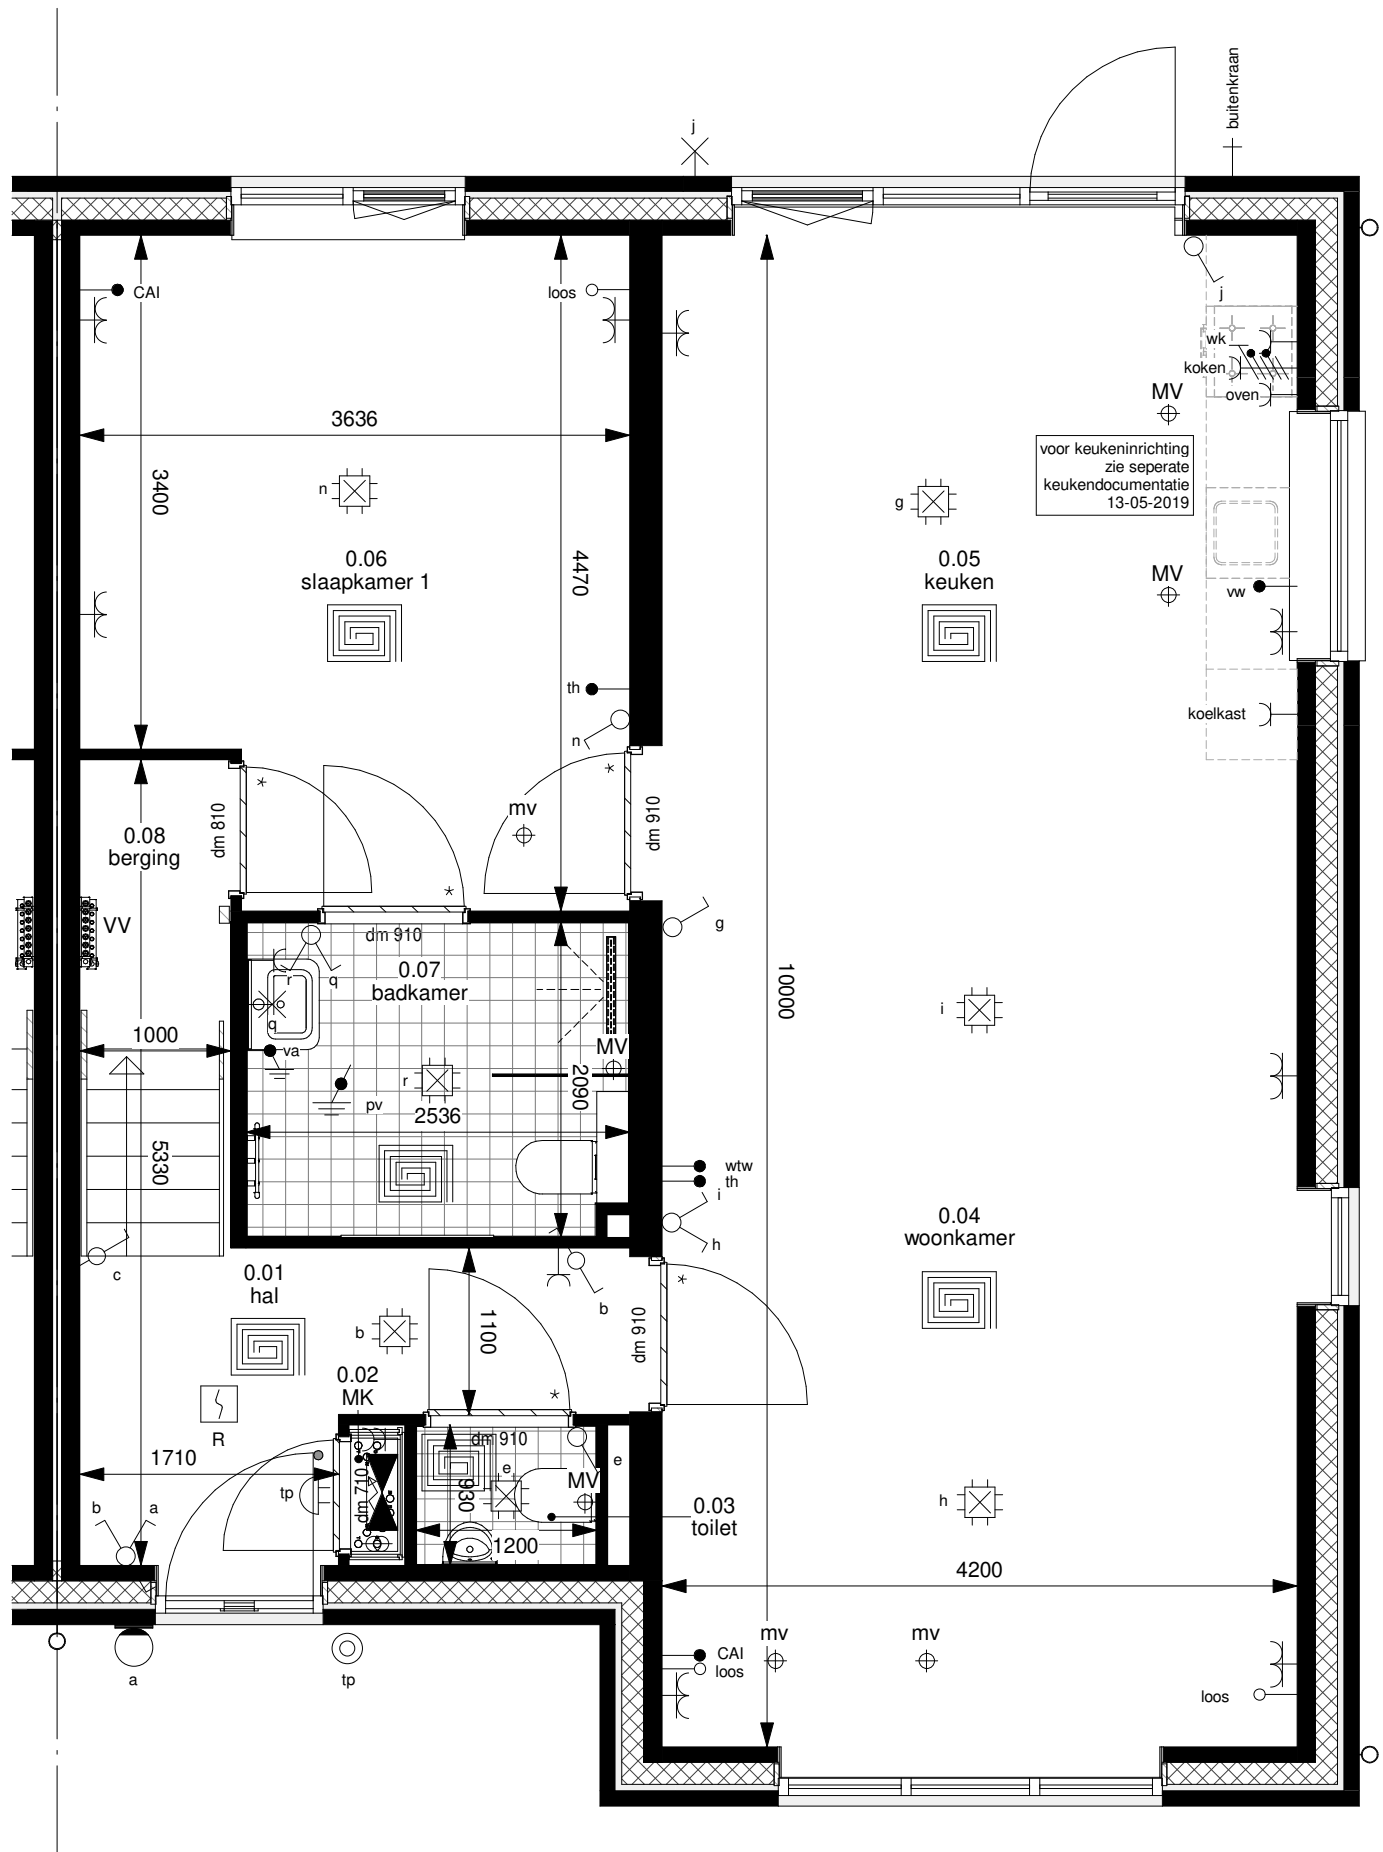 buitenkraan
j
CAI
loos
j
wk
koken
oven
MV
3636
voor keukeninrichting
zie seperate
keukendocumentatie
13-05-2019
3400
n
g
0.06
slaapkamer 1
4470
0.05
keuken
MV
vw
th
n
koelkast
*
*
mv
dm 810
dm 910
0.08
berging
*
VV
g
dm 910
0.07
badkamer
r
q
10000
q
1000
va
MV
i
r
2090
pv
2536
5330
wtw
th
i
h
0.04
woonkamer
c
0.01
hal
*
b
b
1100
dm 910
0.02
MK
*
R
dm 910
1710
e
e
tp
dm 710
930
MV
h
b
a
0.03
toilet
1200
4200
mv
mv
CAI
loos
loos
a
tp